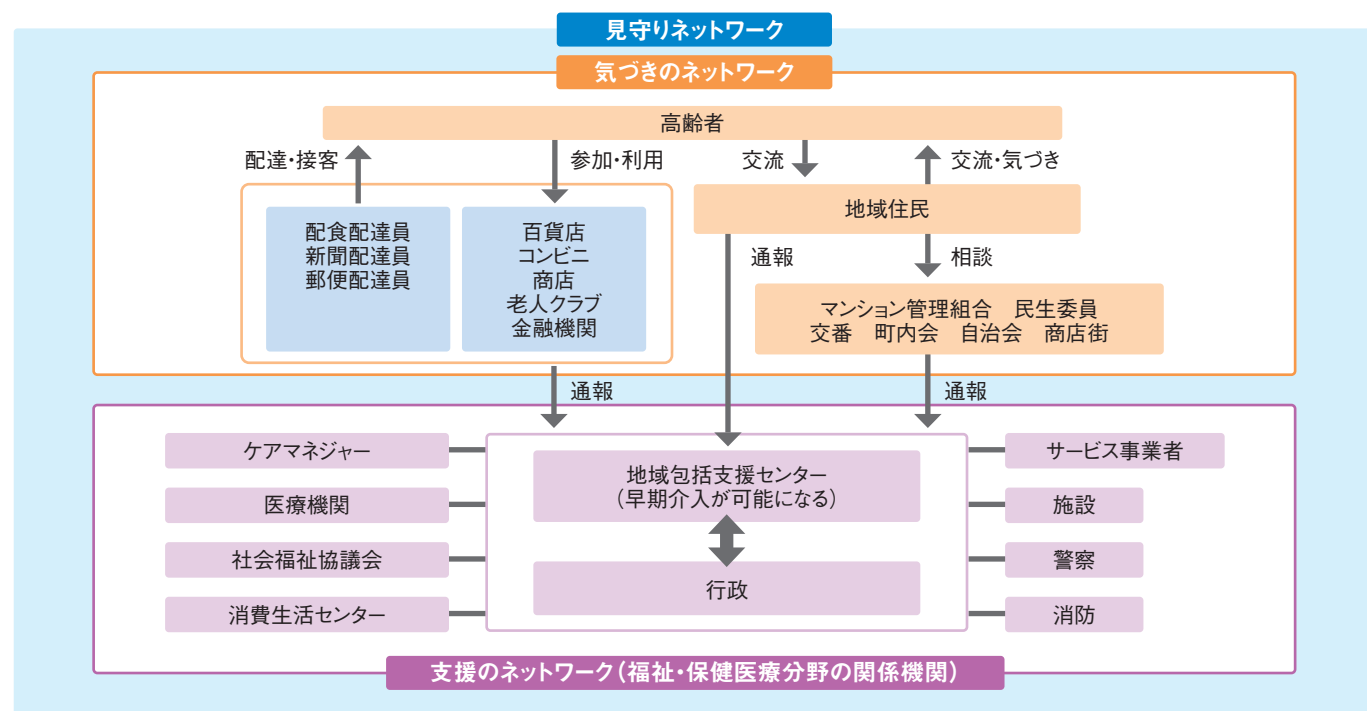 見守りネットワーク
気づきのネットワーク
高齢者
配達・接客
参加・利用
交流
交流・気づき
配食配達員
新聞配達員
郵便配達員
百貨店
コンビニ
商店
老人クラブ
金融機関
地域住民
通報
相談
マンション管理組合　民生委員
交番　町内会　自治会　商店街
通報
通報
ケアマネジャー
医療機関
社会福祉協議会
消費生活センター
地域包括支援センター
（早期介入が可能になる）
行政
サービス事業者
施設
警察
消防
支援のネットワーク（福祉・保健医療分野の関係機関）